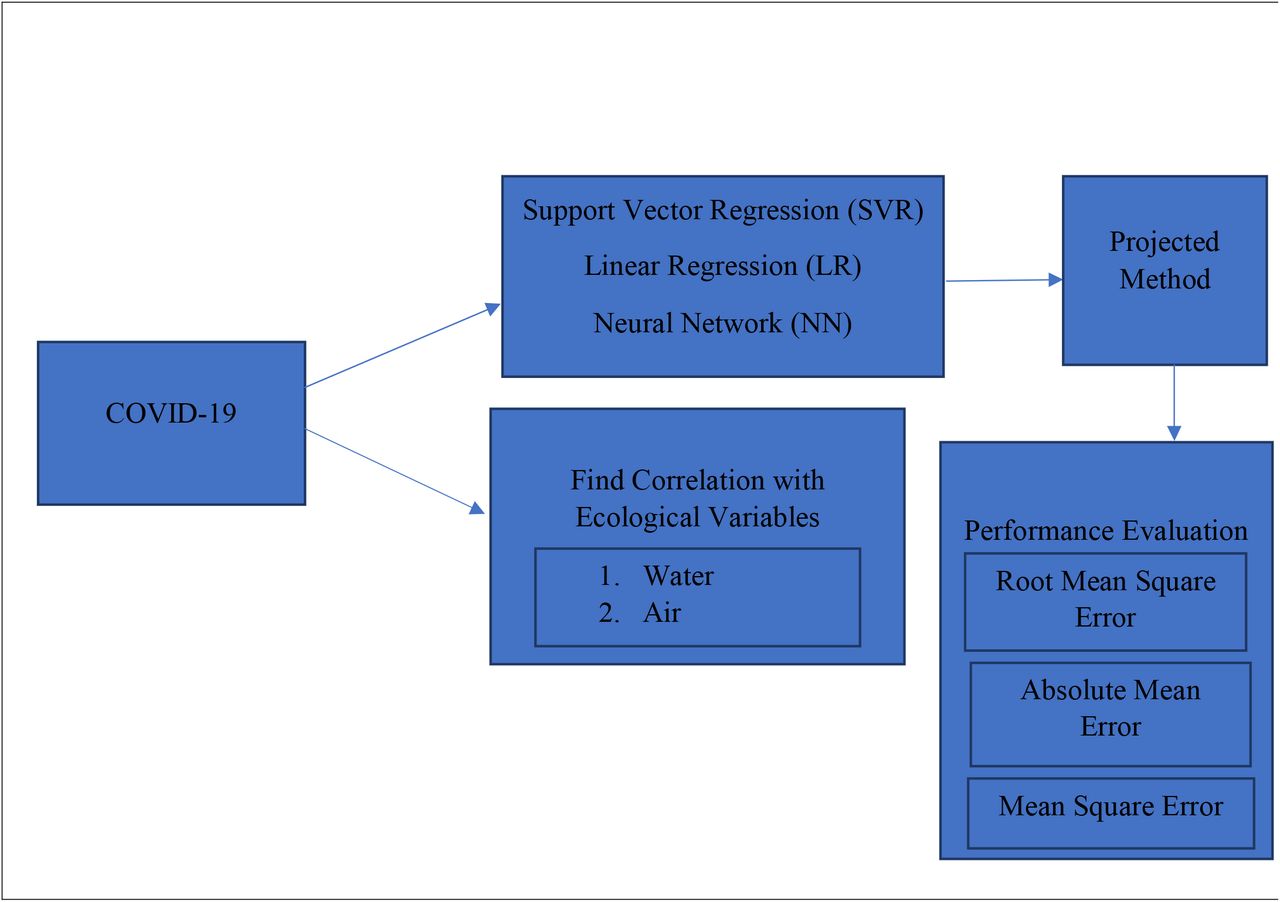 COVID-19
Support Vector Regression (SVR)
Linear Regression (LR)
Neural Network (NN)
Projected
Method
Find Correlation with
Ecological Variables
1. Water
2. Air
Performance Evaluation
Root Mean Square
Error
Absolute Mean
Error
Mean Square Error